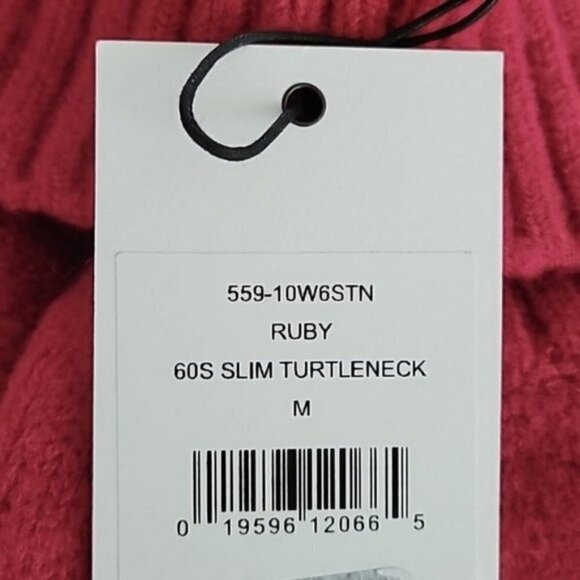 559-10W6STN
RUBY
60S SLIM TURTLENECK
M
0 19596 12066 5